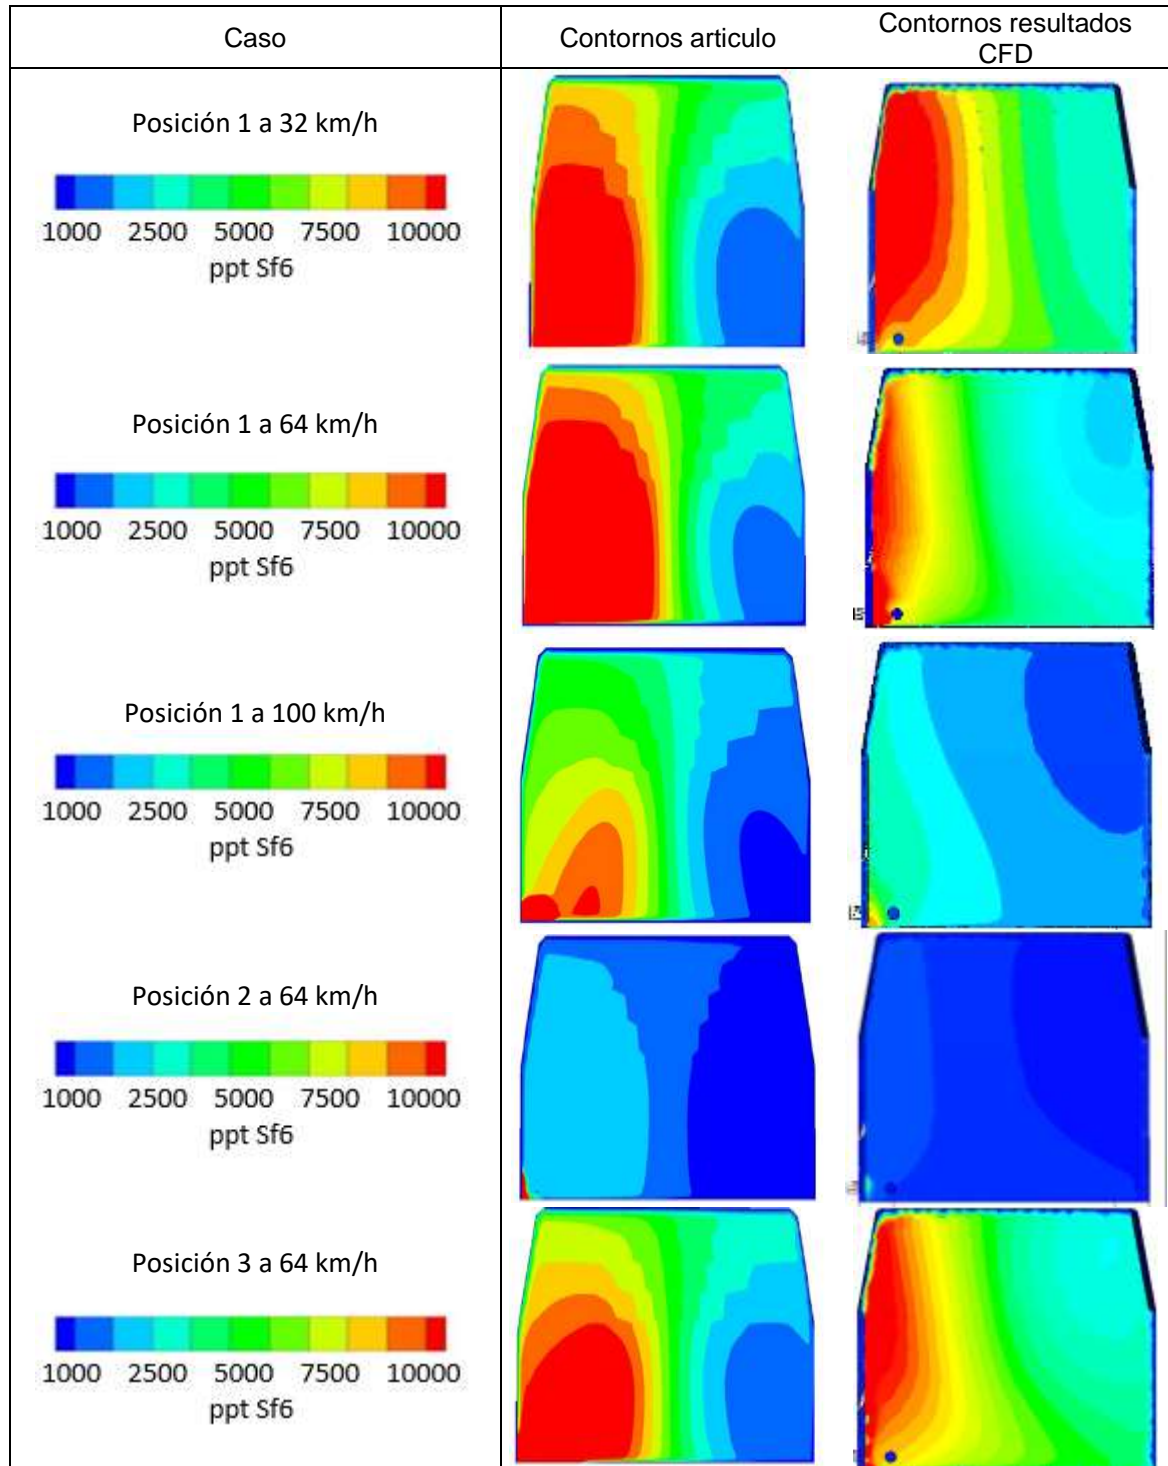 Caso
Contornos articulo
Contornos resultados
CFD
Posición 1 a 32 km/h
1000 2500 5000 7500 10000
ppt Sf6
Posición 1 a 64 km/h
1000 2500 5000 7500 10000
ppt Sf6
Posición 1 a 100 km/h
1000 2500 5000 7500 10000
ppt Sf6
Posición 2 a 64 km/h
1000 2500 5000 7500 10000
ppt Sf6
Posición 3 a 64 km/h
1000 2500 5000 7500 10000
ppt Sf6